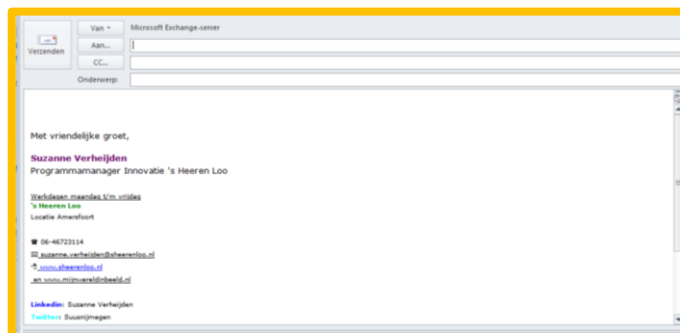 Van
Microsoft Exchange-server
Verzenden
Aan...
CC...
Onderwerp:
Met vriendelijke groet,
Suzanne Verheijden
Programmamanager Innovatie 's Heeren Loo
Werkdagen maandag t/m vrijdag
's Heeren Loo
Locatie Amersfoort
06-46723114
suzanne.verheijden@sheerenloo.nl
www.sheerenloo.nl
en www.mijnwereldinbeeld.nl
Linkedin: Suzanne Verheijden
Twitter: Suusnijmegen